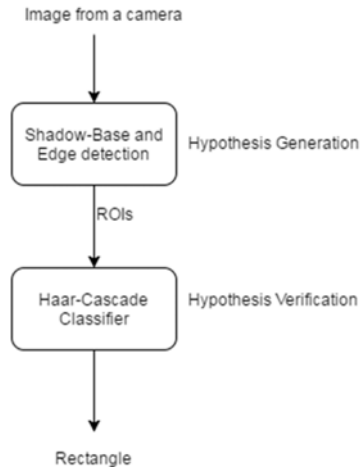 Image from a camera
Shadow-Base and
Edge detection
Hypothesis Generation
ROIs
Haar-Cascade
Classifier
Hypothesis Verification
Rectangle